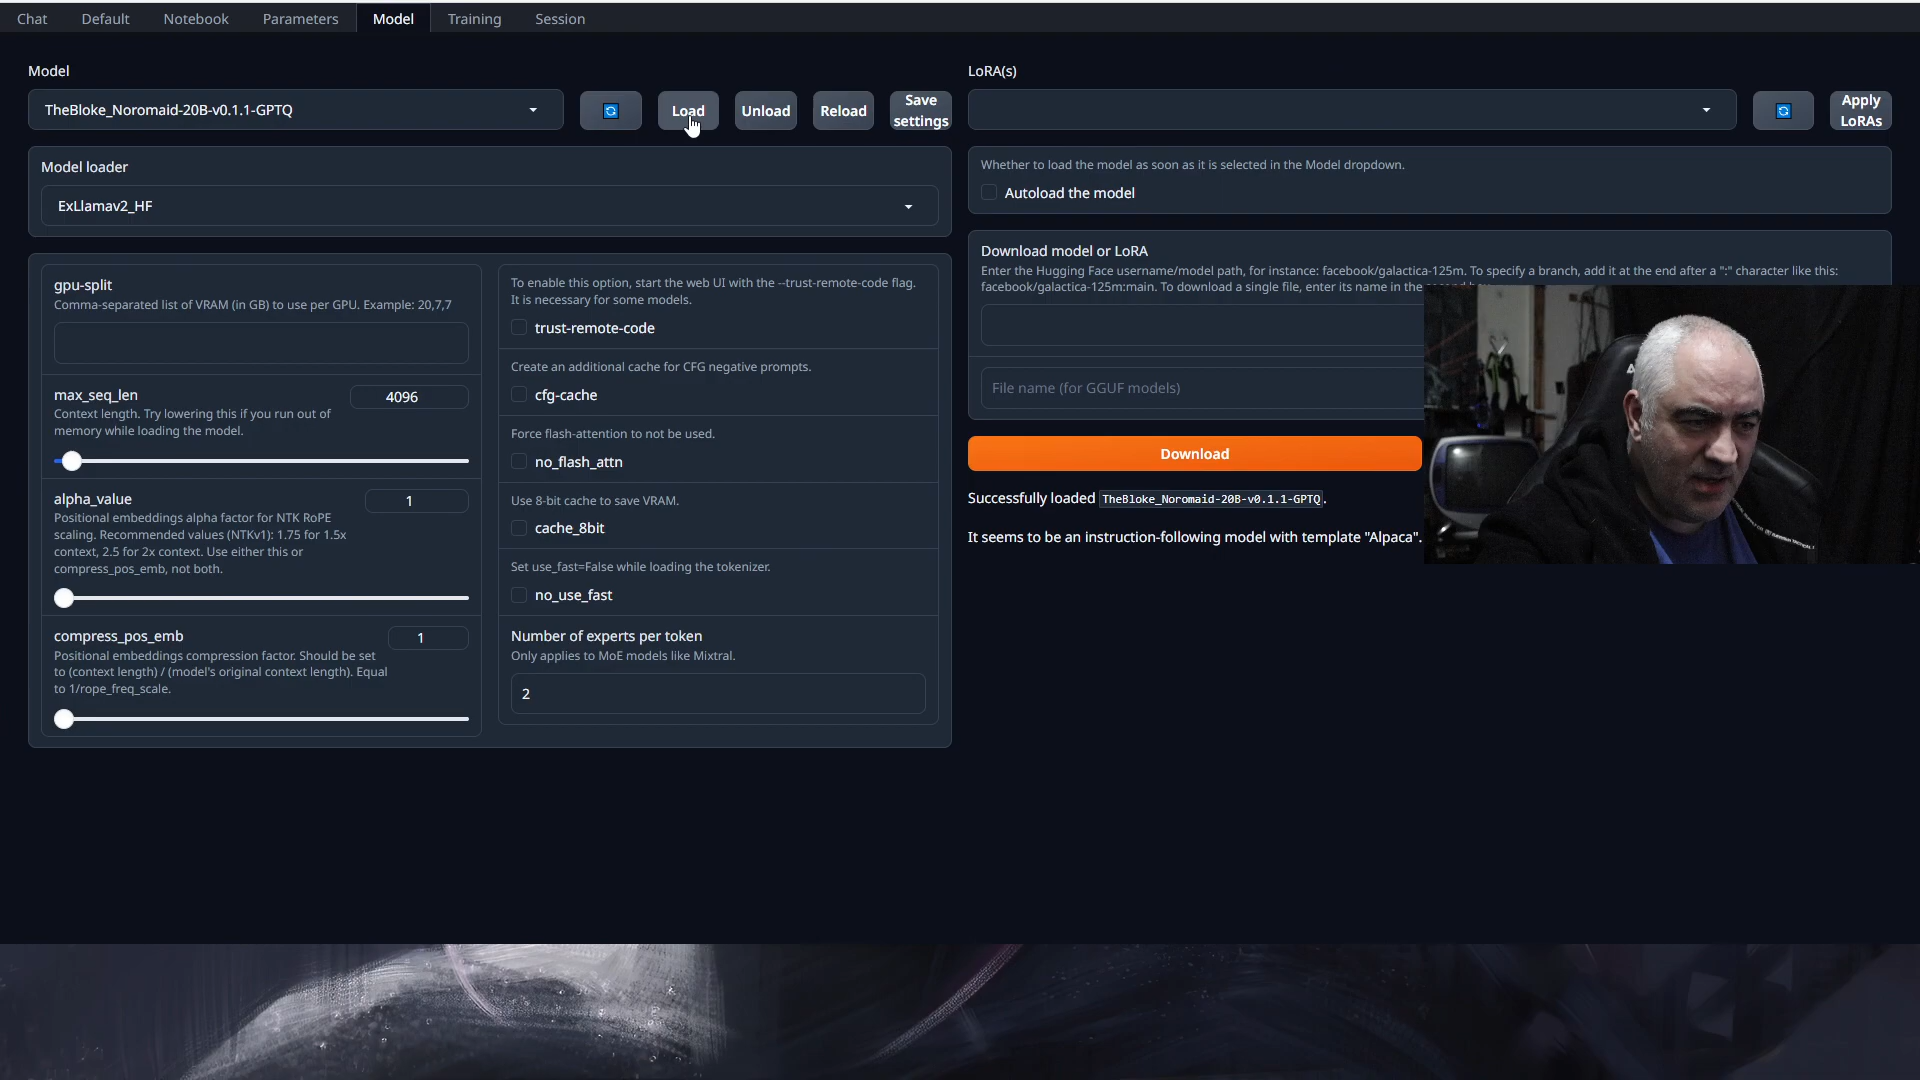 Chat
Default
Notebook
Parameters
Model
Training
Session
Model
TheBloke_Noromaid-20B-v0.1.1-GPTQ
Load
Unload
Reload
Save
settings
Model loader
ExLlamav2_HF
gpu-split
Comma-separated list of VRAM (in GB) to use per GPU. Example: 20,7,7
max_seq_len
4096
Context length. Try lowering this if you run out of
memory while loading the model.
alpha_value
1
Positional embeddings alpha factor for NTK RoPE
scaling. Recommended values (NTKv1): 1.75 for 1.5x
context, 2.5 for 2x context. Use either this or
compress_pos_emb, not both.
compress_pos_emb
1
Positional embeddings compression factor. Should be set
to (context length) / (model's original context length). Equal
to 1/rope_freq_scale.
To enable this option, start the web UI with the --trust-remote-code flag.
It is necessary for some models.
trust-remote-code
Create an additional cache for CFG negative prompts.
cfg-cache
Force flash-attention to not be used.
no_flash_attn
Use 8-bit cache to save VRAM.
cache_8bit
Set use_fast=False while loading the tokenizer.
no_use_fast
Number of experts per token
Only applies to MoE models like Mixtral.
2
LoRA(s)
Apply
LoRAs
Whether to load the model as soon as it is selected in the Model dropdown.
Autoload the model
Download model or LoRA
Enter the Hugging Face username/model path, for instance: facebook/galactica-125m. To specify a branch, add it at the end after a ":" character like this:
facebook/galactica-125m:main. To download a single file, enter its name in the
File name (for GGUF models)
Download
Successfully loaded TheBloke_Noromaid-20B-v0.1.1-GPTQ.
It seems to be an instruction-following model with template "Alpaca".